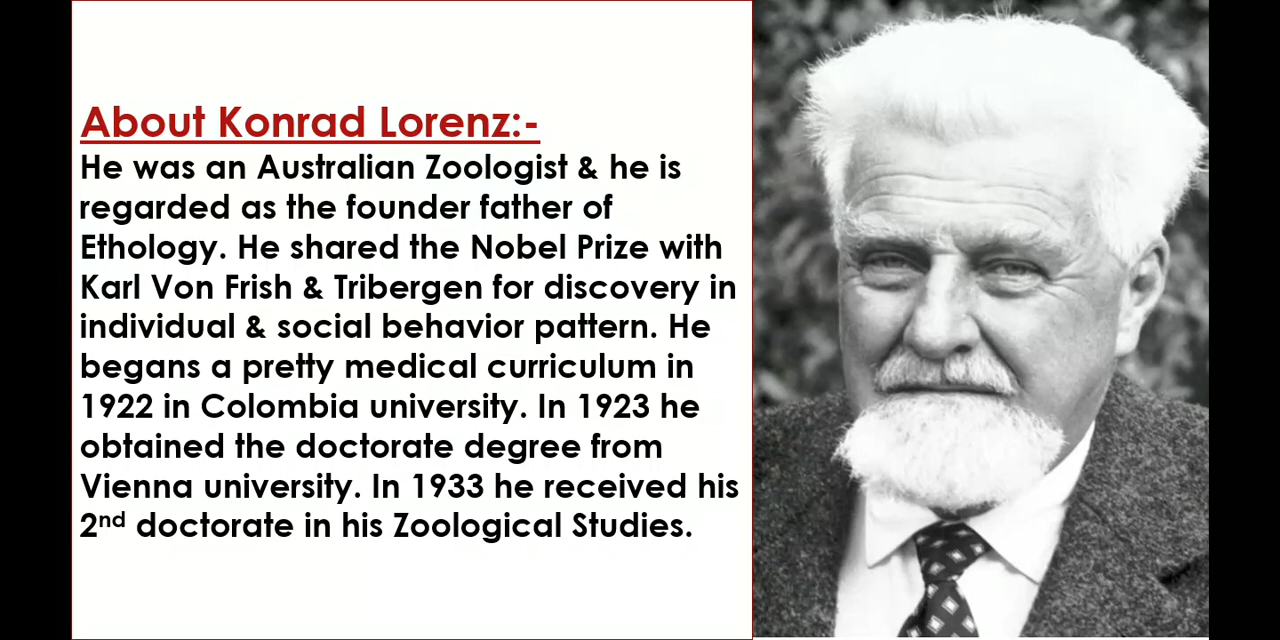 About Konrad Lorenz:-
He was an Australian Zoologist & he is
regarded as the founder father of
Ethology. He shared the Nobel Prize with
Karl Von Frish & Tribergen for discovery in
individual & social behavior pattern. He
begans a pretty medical curriculum in
1922 in Colombia university. In 1923 he
obtained the doctorate degree from
Vienna university. In 1933 he received his
2nd doctorate in his Zoological Studies.